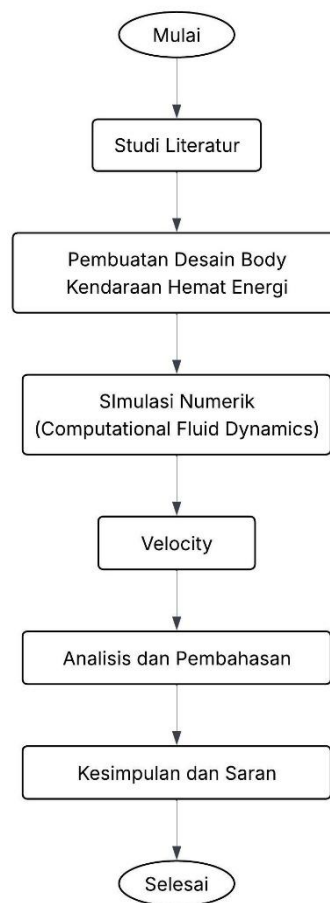 Mulai
Studi Literatur
Pembuatan Desain Body
Kendaraan Hemat Energi
SImulasi Numerik
(Computational Fluid Dynamics)
Velocity
Analisis dan Pembahasan
Kesimpulan dan Saran
Selesai